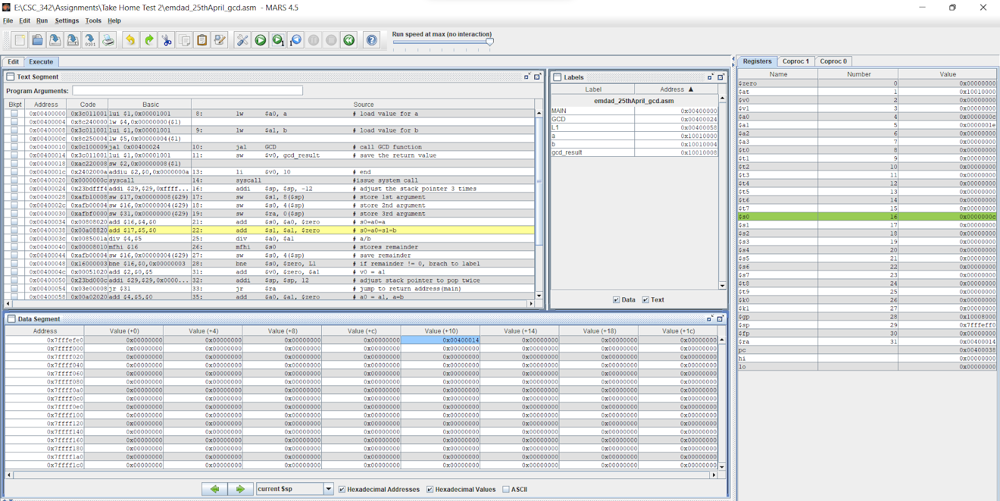 E:\CSC_342\Assignments\Take Home Test 2\emdad_25thApril_gcd.asm - MARS 4.5
File Edit Run Settings Tools Help
Run speed at max (no interaction)
Edit Execute
Text Segment
Program Arguments:
Bkpt Address Code Basic Source
0x00400000 0x3c011001 lui $1,0x00001001 8: lw $a0, a # load value for a
0x00400004 0x8c240000 lw $4,0x00000000($1)
0x00400008 0x3c011001 lui $1,0x00001001 9: lw $a1, b # load value for b
0x0040000c 0x8c250004 lw $5,0x00000004($1)
0x00400010 0x0c100009 jal 0x00400024 10: jal GCD # call GCD function
0x00400014 0x3c011001 lui $1,0x00001001 11: sw $v0, gcd_result # save the return value
0x00400018 0xac220008 sw $2,0x00000008($1)
0x0040001c 0x2402000a addiu $2,$0,0x0000000a 13: li $v0, 10 # end
0x00400020 0x0000000c syscall 14: syscall #issue system call
0x00400024 0x23bdfff4 addi $29,$29,0xffff... 16: addi $sp, $sp, -12 # adjust the stack pointer 3 times
0x00400028 0xafb10008 sw $17,0x00000008($29) 17: sw $s1, 8($sp) # store 1st argument
0x0040002c 0xafb00004 sw $16,0x00000004($29) 18: sw $s0, 4($sp) # store 2nd argument
0x00400030 0xafbf0000 sw $31,0x00000000($29) 19: sw $ra, 0($sp) # store 3rd argument
0x00400034 0x00808020 add $16,$4,$0 21: add $s0, $a0, $zero # s0=a0=a
0x00400038 0x00a08820 add $17,$5,$0 22: add $s1, $a1, $zero # s0=a0=s1=b
0x0040003c 0x0085001a div $4,$5 25: div $a0, $a1 # a/b
0x00400040 0x00008010 mfhi $16 26: mfhi $s0 # stores remainder
0x00400044 0xafb00004 sw $16,0x00000004($29) 27: sw $s0, 4($sp) # save remainder
0x00400048 0x16000003 bne $16,$0,0x00000003 28: bne $s0, $zero, L1 # if remainder != 0, brach to label
0x0040004c 0x00051020 add $2,$0,$5 31: add $v0, $zero, $a1 # v0 = a1
0x00400050 0x23bd000c addi $29,$29,0x0000... 32: addi $sp, $sp, 12 # adjust stack pointer to pop twice
0x00400054 0x03e00008 jr $31 33: jr $ra # jump to return address(main)
0x00400058 0x00a02020 add $4,$5,$0 35: add $a0, $a1, $zero # a0 = a1, a=b
Labels
Label Address ▲
emdad_25thApril_gcd.asm
MAIN 0x00400000
GCD 0x00400024
L1 0x00400058
a 0x10010000
b 0x10010004
gcd_result 0x10010008
Data Text
Data Segment
Address Value (+0) Value (+4) Value (+8) Value (+c) Value (+10) Value (+14) Value (+18) Value (+1c)
0x7fffefe0 0x00000000 0x00000000 0x00000000 0x00000000 0x00400014 0x00000000 0x00000000 0x00000000
0x7ffff000 0x00000000 0x00000000 0x00000000 0x00000000 0x00000000 0x00000000 0x00000000 0x00000000
0x7ffff020 0x00000000 0x00000000 0x00000000 0x00000000 0x00000000 0x00000000 0x00000000 0x00000000
0x7ffff040 0x00000000 0x00000000 0x00000000 0x00000000 0x00000000 0x00000000 0x00000000 0x00000000
0x7ffff060 0x00000000 0x00000000 0x00000000 0x00000000 0x00000000 0x00000000 0x00000000 0x00000000
0x7ffff080 0x00000000 0x00000000 0x00000000 0x00000000 0x00000000 0x00000000 0x00000000 0x00000000
0x7ffff0a0 0x00000000 0x00000000 0x00000000 0x00000000 0x00000000 0x00000000 0x00000000 0x00000000
0x7ffff0c0 0x00000000 0x00000000 0x00000000 0x00000000 0x00000000 0x00000000 0x00000000 0x00000000
0x7ffff0e0 0x00000000 0x00000000 0x00000000 0x00000000 0x00000000 0x00000000 0x00000000 0x00000000
0x7ffff100 0x00000000 0x00000000 0x00000000 0x00000000 0x00000000 0x00000000 0x00000000 0x00000000
0x7ffff120 0x00000000 0x00000000 0x00000000 0x00000000 0x00000000 0x00000000 0x00000000 0x00000000
0x7ffff140 0x00000000 0x00000000 0x00000000 0x00000000 0x00000000 0x00000000 0x00000000 0x00000000
0x7ffff160 0x00000000 0x00000000 0x00000000 0x00000000 0x00000000 0x00000000 0x00000000 0x00000000
0x7ffff180 0x00000000 0x00000000 0x00000000 0x00000000 0x00000000 0x00000000 0x00000000 0x00000000
0x7ffff1a0 0x00000000 0x00000000 0x00000000 0x00000000 0x00000000 0x00000000 0x00000000 0x00000000
0x7ffff1c0 0x00000000 0x00000000 0x00000000 0x00000000 0x00000000 0x00000000 0x00000000 0x00000000
current $sp Hexadecimal Addresses Hexadecimal Values ASCII
Registers Coproc 1 Coproc 0
Name Number Value
$zero 0 0x00000000
$at 1 0x10010000
$v0 2 0x00000000
$v1 3 0x00000000
$a0 4 0x0000000c
$a1 5 0x0000001e
$a2 6 0x00000000
$a3 7 0x00000000
$t0 8 0x00000000
$t1 9 0x00000000
$t2 10 0x00000000
$t3 11 0x00000000
$t4 12 0x00000000
$t5 13 0x00000000
$t6 14 0x00000000
$t7 15 0x00000000
$s0 16 0x0000000c
$s1 17 0x00000000
$s2 18 0x00000000
$s3 19 0x00000000
$s4 20 0x00000000
$s5 21 0x00000000
$s6 22 0x00000000
$s7 23 0x00000000
$t8 24 0x00000000
$t9 25 0x00000000
$k0 26 0x00000000
$k1 27 0x00000000
$gp 28 0x10008000
$sp 29 0x7fffeff0
$fp 30 0x00000000
$ra 31 0x00400014
pc 0x00400038
hi 0x00000000
lo 0x00000000